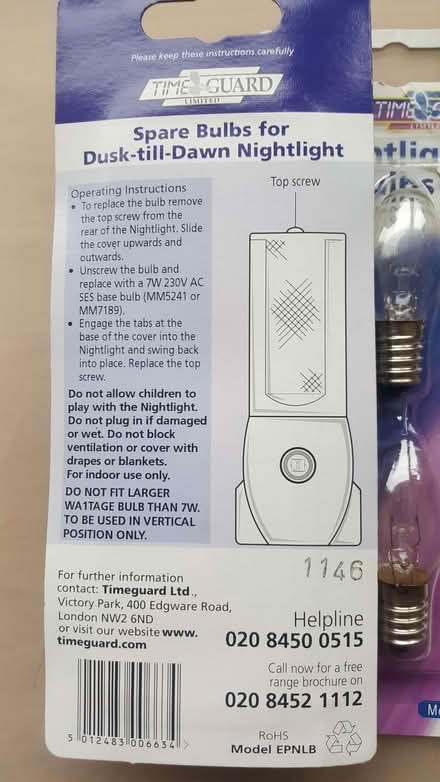 Please keep these instructions carefully
TIMEGUARD
LIMITED
Spare Bulbs for
Dusk-till-Dawn Nightlight
Operating Instructions
• To replace the bulb remove
the top screw from the
rear of the Nightlight. Slide
the cover upwards and
outwards.
• Unscrew the bulb and
replace with a 7W 230V AC
SES base bulb (MM5241 or
MM7189).
• Engage the tabs at the
base of the cover into the
Nightlight and swing back
into place. Replace the top
screw.
Do not allow children to
play with the Nightlight.
Do not plug in if damaged
or wet. Do not block
ventilation or cover with
drapes or blankets.
For indoor use only.
DO NOT FIT LARGER
WA1TAGE BULB THAN 7W.
TO BE USED IN VERTICAL
POSITION ONLY.
Top screw
1146
For further information
contact: Timeguard Ltd.,
Victory Park, 400 Edgware Road,
London NW2 6ND
or visit our website www.
timeguard.com
Helpline
020 8450 0515
Call now for a free
range brochure on
020 8452 1112
5 012483 006634 >
RoHS
Model EPNLB
TIME